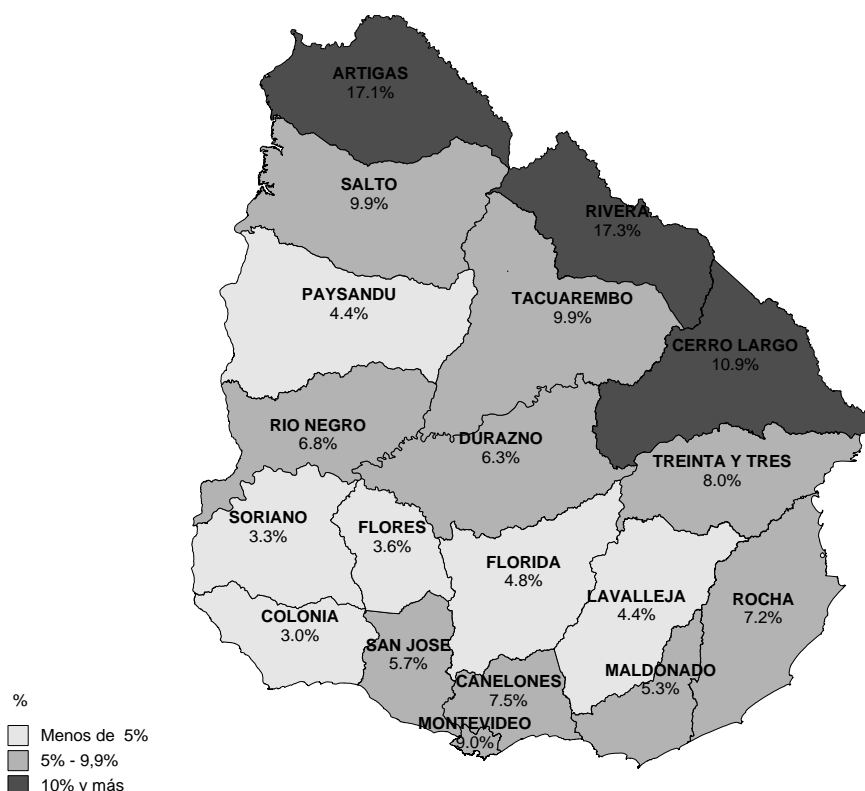 ARTIGAS
17.1%
SALTO
9.9%
RIVERA
17.3%
PAYSANDU
4.4%
TACUAREMBO
9.9%
CERRO LARGO
10.9%
RIO NEGRO
6.8%
DURAZNO
6.3%
TREINTA Y TRES
8.0%
SORIANO
3.3%
FLORES
3.6%
FLORIDA
4.8%
LAVALLEJA
4.4%
ROCHA
7.2%
COLONIA
3.0%
SAN JOSE
5.7%
CANELONES
7.5%
MALDONADO
5.3%
MONTEVIDEO
9.0%
%
Menos de 5%
5% - 9,9%
10% y más